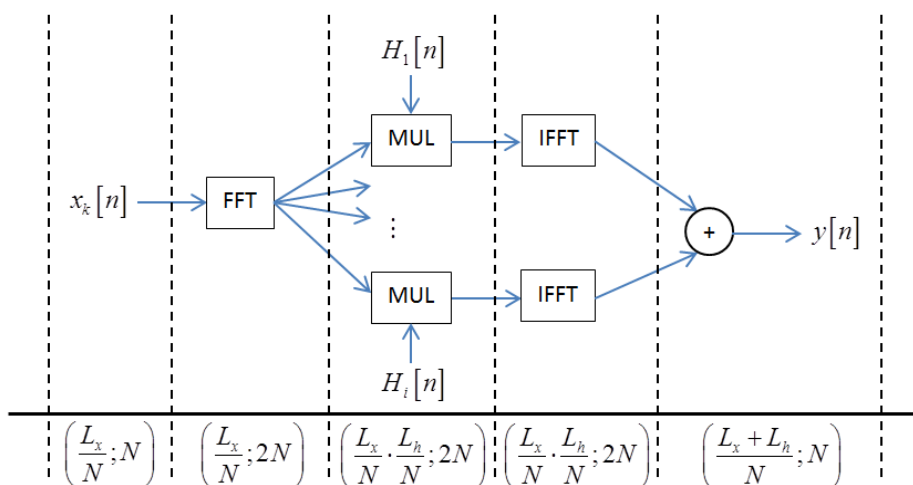 H₁[n]
MUL
IFFT
xₖ[n]
FFT
⋮
+
y[n]
MUL
IFFT
Hᵢ[n]
(Lₓ/N;N)
(Lₓ/N;2N)
(Lₓ/N·Lₕ/N;2N)
(Lₓ/N·Lₕ/N;2N)
((Lₓ+Lₕ)/N;N)